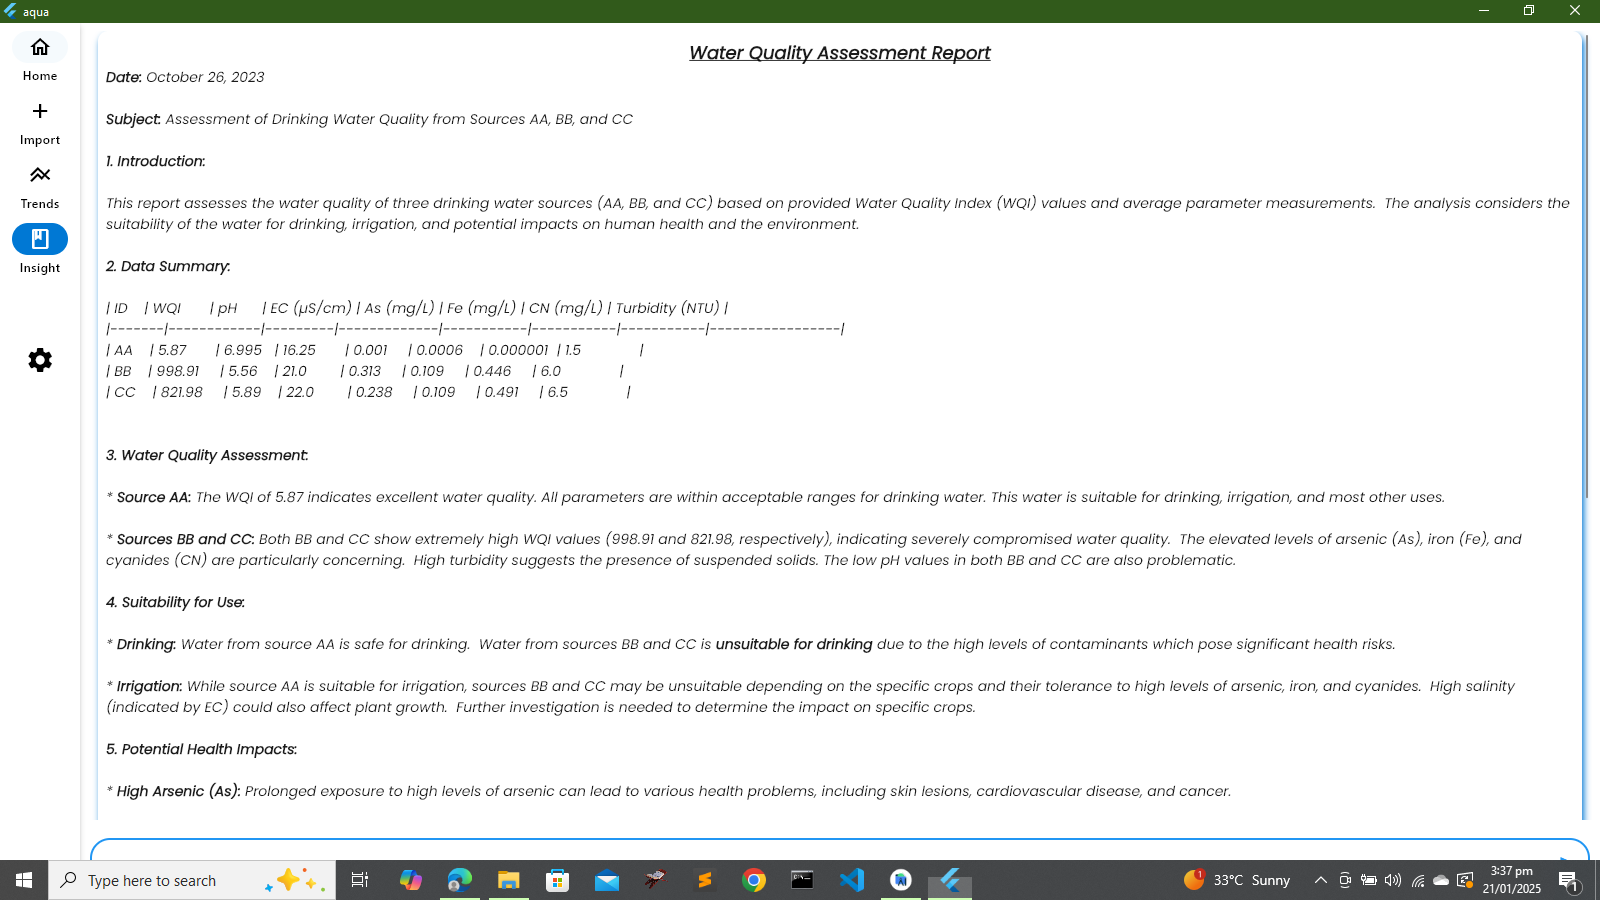 aqua
Home
Import
Trends
Insight
Water Quality Assessment Report
Date: October 26, 2023
Subject: Assessment of Drinking Water Quality from Sources AA, BB, and CC
1. Introduction:
This report assesses the water quality of three drinking water sources (AA, BB, and CC) based on provided Water Quality Index (WQI) values and average parameter measurements. The analysis considers the
suitability of the water for drinking, irrigation, and potential impacts on human health and the environment.
2. Data Summary:
| ID | WQI | pH | EC (µS/cm) | As (mg/L) | Fe (mg/L) | CN (mg/L) | Turbidity (NTU) |
|-------|------------|---------|-------------|-----------|-----------|-----------|-----------------|
| AA | 5.87 | 6.995 | 16.25 | 0.001 | 0.0006 | 0.000001 | 1.5 |
| BB | 998.91 | 5.56 | 21.0 | 0.313 | 0.109 | 0.446 | 6.0 |
| CC | 821.98 | 5.89 | 22.0 | 0.238 | 0.109 | 0.491 | 6.5 |
3. Water Quality Assessment:
* Source AA: The WQI of 5.87 indicates excellent water quality. All parameters are within acceptable ranges for drinking water. This water is suitable for drinking, irrigation, and most other uses.
* Sources BB and CC: Both BB and CC show extremely high WQI values (998.91 and 821.98, respectively), indicating severely compromised water quality. The elevated levels of arsenic (As), iron (Fe), and
cyanides (CN) are particularly concerning. High turbidity suggests the presence of suspended solids. The low pH values in both BB and CC are also problematic.
4. Suitability for Use:
* Drinking: Water from source AA is safe for drinking. Water from sources BB and CC is unsuitable for drinking due to the high levels of contaminants which pose significant health risks.
* Irrigation: While source AA is suitable for irrigation, sources BB and CC may be unsuitable depending on the specific crops and their tolerance to high levels of arsenic, iron, and cyanides. High salinity
(indicated by EC) could also affect plant growth. Further investigation is needed to determine the impact on specific crops.
5. Potential Health Impacts:
* High Arsenic (As): Prolonged exposure to high levels of arsenic can lead to various health problems, including skin lesions, cardiovascular disease, and cancer.
Type here to search
1
33°C Sunny
3:37 pm
21/01/2025
1